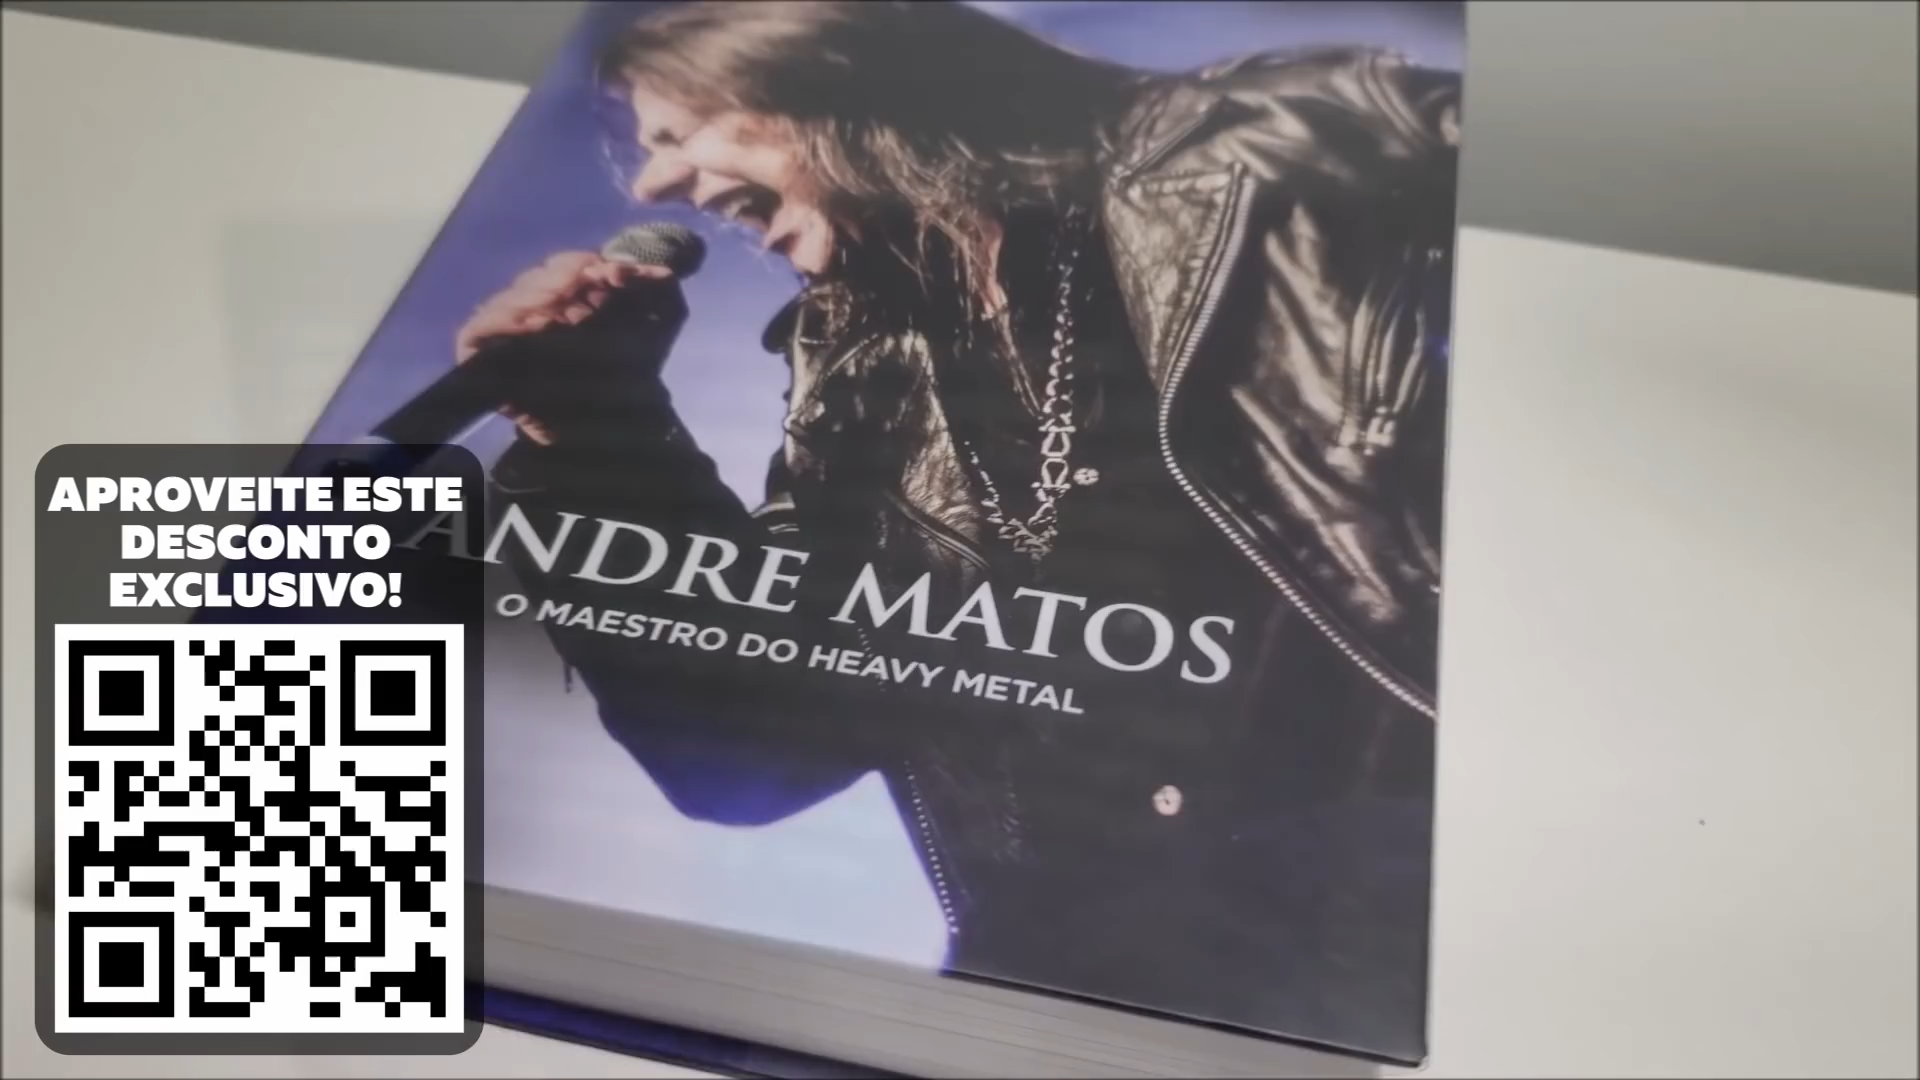 APROVEITE ESTE
DESCONTO
EXCLUSIVO!
ANDRE MATOS
O MAESTRO DO HEAVY METAL